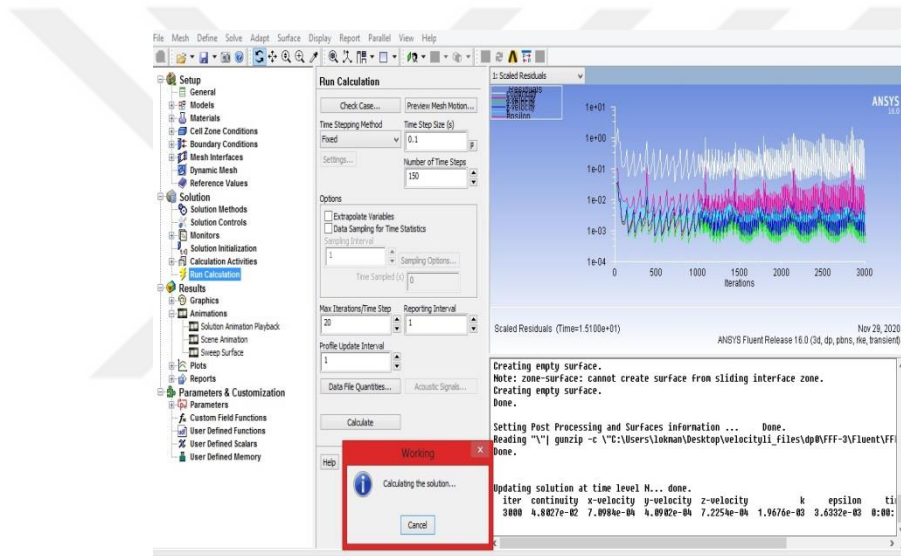 File Mesh Define Solve Adapt Surface Display Report Parallel View Help
Setup
General
Models
Materials
Cell Zone Conditions
Boundary Conditions
Mesh Interfaces
Dynamic Mesh
Reference Values
Solution
Solution Methods
Solution Controls
Monitors
Solution Initialization
Calculation Activities
Run Calculation
Results
Graphics
Animations
Solution Animation Playback
Scene Animation
Sweep Surface
Plots
Reports
Parameters & Customization
Parameters
Custom Field Functions
User Defined Functions
User Defined Scalars
User Defined Memory
Run Calculation
Check Case... Preview Mesh Motion...
Time Stepping Method Time Step Size (s)
Fixed 0.1 P
Settings... Number of Time Steps
150
Options
Extrapolate Variables
Data Sampling for Time Statistics
Sampling Interval
1 Sampling Options...
Time Sampled (s) 0
Max Iterations/Time Step Reporting Interval
20 1
Profile Update Interval
1
Data File Quantities... Acoustic Signals...
Calculate
Help
Working x
Calculating the solution...
Cancel
1: Scaled Residuals
Residuals
epsilon
ANSYS
16.0
1e+01
1e+00
1e-01
1e-02
1e-03
1e-04
0 500 1000 1500 2000 2500 3000
Iterations
Scaled Residuals (Time=1.5100e+01) Nov 29, 2020
ANSYS Fluent Release 16.0 (3d, dp, pbns, rke, transient)
Creating empty surface.
Note: zone-surface: cannot create surface from sliding interface zone.
Creating empty surface.
Done.
Setting Post Processing and Surfaces information ... Done.
Reading "\"| gunzip -c \"C:\Users\lokman\Desktop\velocityli_files\dp0\FFF-3\Fluent\FF
Done.
Updating solution at time level N... done.
iter continuity x-velocity y-velocity z-velocity k epsilon ti
3000 4.8027e-02 7.0984e-04 4.0902e-04 7.2254e-04 1.9676e-03 3.6332e-03 0:00: